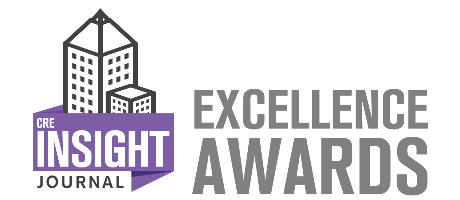 CRE
INSIGHT
JOURNAL
EXCELLENCE
AWARDS